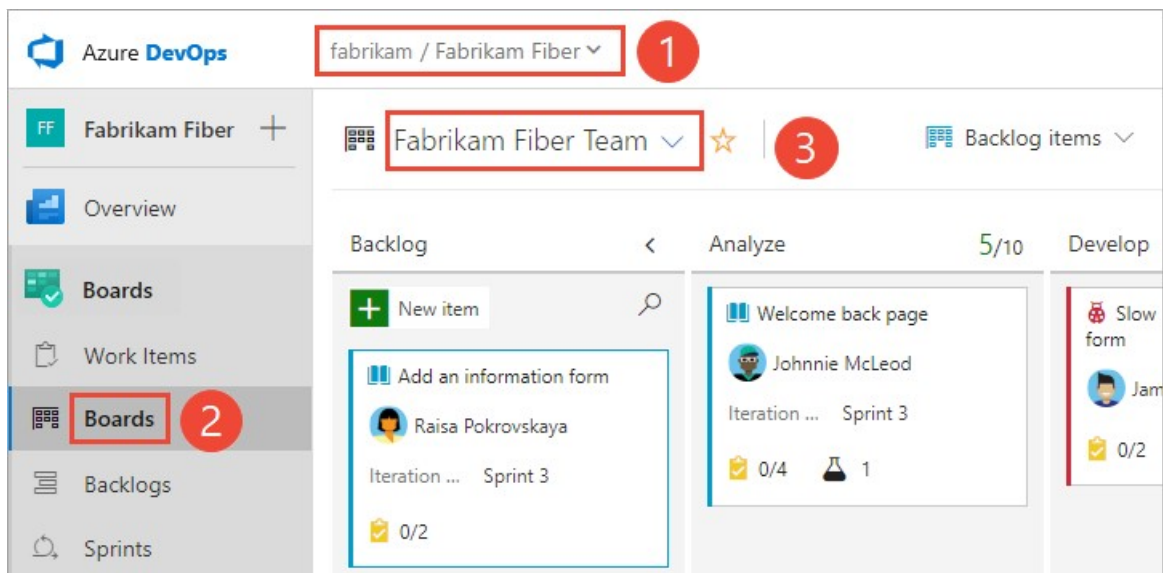 Azure DevOps
fabrikam / Fabrikam Fiber
1
FF
Fabrikam Fiber
Fabrikam Fiber Team
3
Backlog items
Overview
Boards
Work Items
Boards
2
Backlogs
Sprints
Backlog
New item
Add an information form
Raisa Pokrovskaya
Iteration ... Sprint 3
0/2
Analyze 5/10
Welcome back page
Johnnie McLeod
Iteration ... Sprint 3
0/4 1
Develop
Slow
form
Jam
0/2